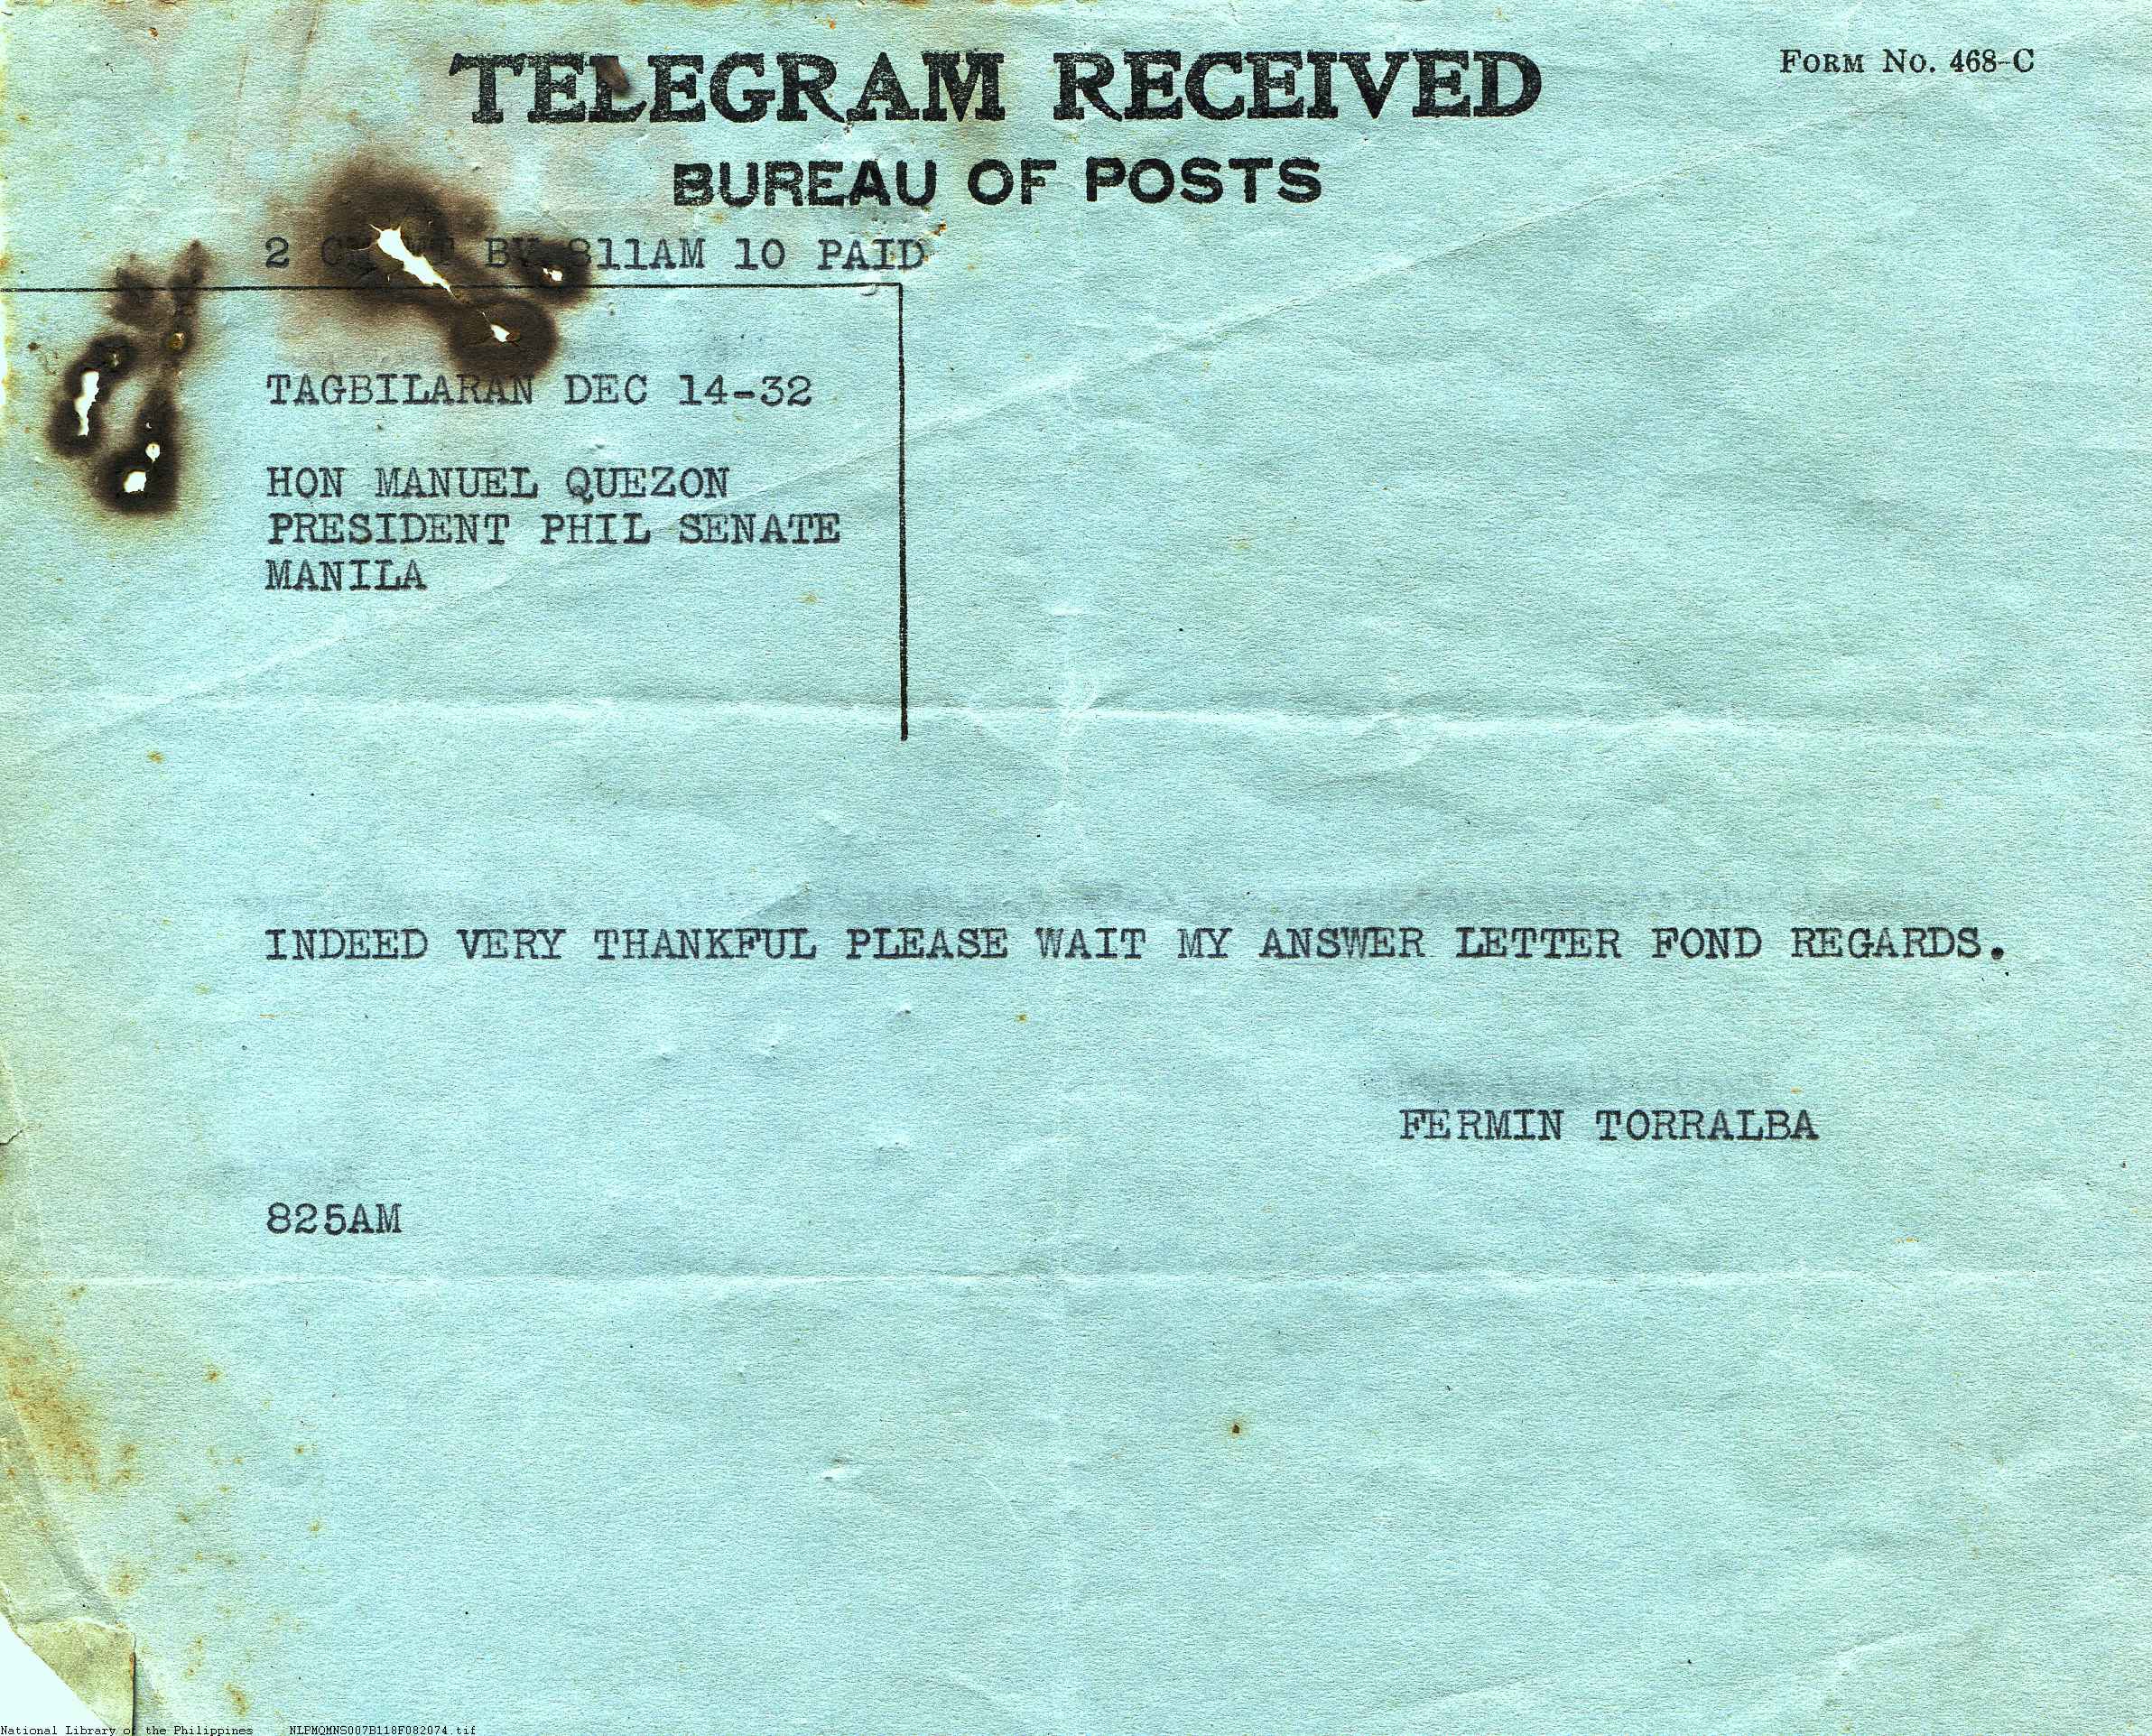 FORM NO. 468-C
TELEGRAM RECEIVED
BUREAU OF POSTS
2 811AM 10 PAID
TAGBILARAN DEC 14-32
HON MANUEL QUEZON
PRESIDENT PHIL SENATE
MANILA
INDEED VERY THANKFUL PLEASE WAIT MY ANSWER LETTER FOND REGARDS.
FERMIN TORRALBA
825AM
National Library of the Philippines NLPMQMNS007B118F082074.tif